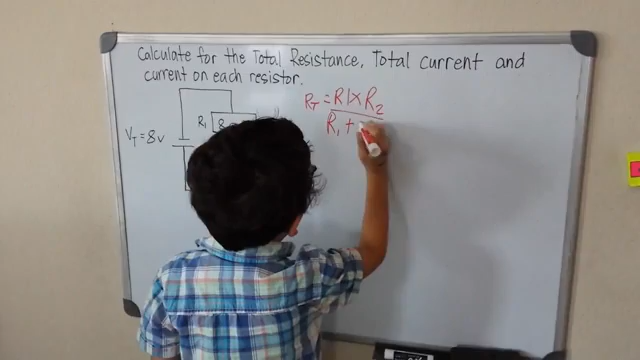 Calculate for the Total Resistance, Total current and
current on each resistor.
RT = R1 X R2
R1 +
R1
VT = 8v